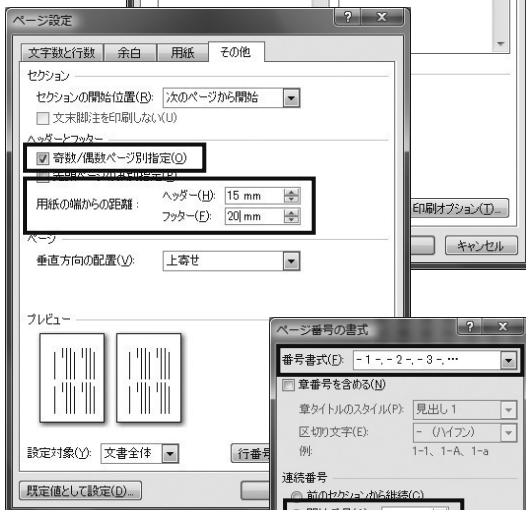 ページ設定
文字数と行数 余白 用紙 その他
セクション
セクションの開始位置(R): 次のページから開始
文末脚注を印刷しない(U)
ヘッダーとフッター
奇数/偶数ページ別指定(O)
用紙の端からの距離:
ヘッダー(H): 15 mm
フッター(F): 20 mm
ページ
垂直方向の配置(V): 上寄せ
プレビュー
設定対象(Y): 文書全体
行番号
既定値として設定(D)...
印刷オプション(T)...
キャンセル
ページ番号の書式
番号書式(F): - 1 -, - 2 -, - 3 -, …
章番号を含める(N)
章タイトルのスタイル(P): 見出し 1
区切り文字(E): - (ハイフン)
例: 1-1、1-A、1-a
連続番号
前のセクションから継続(C)